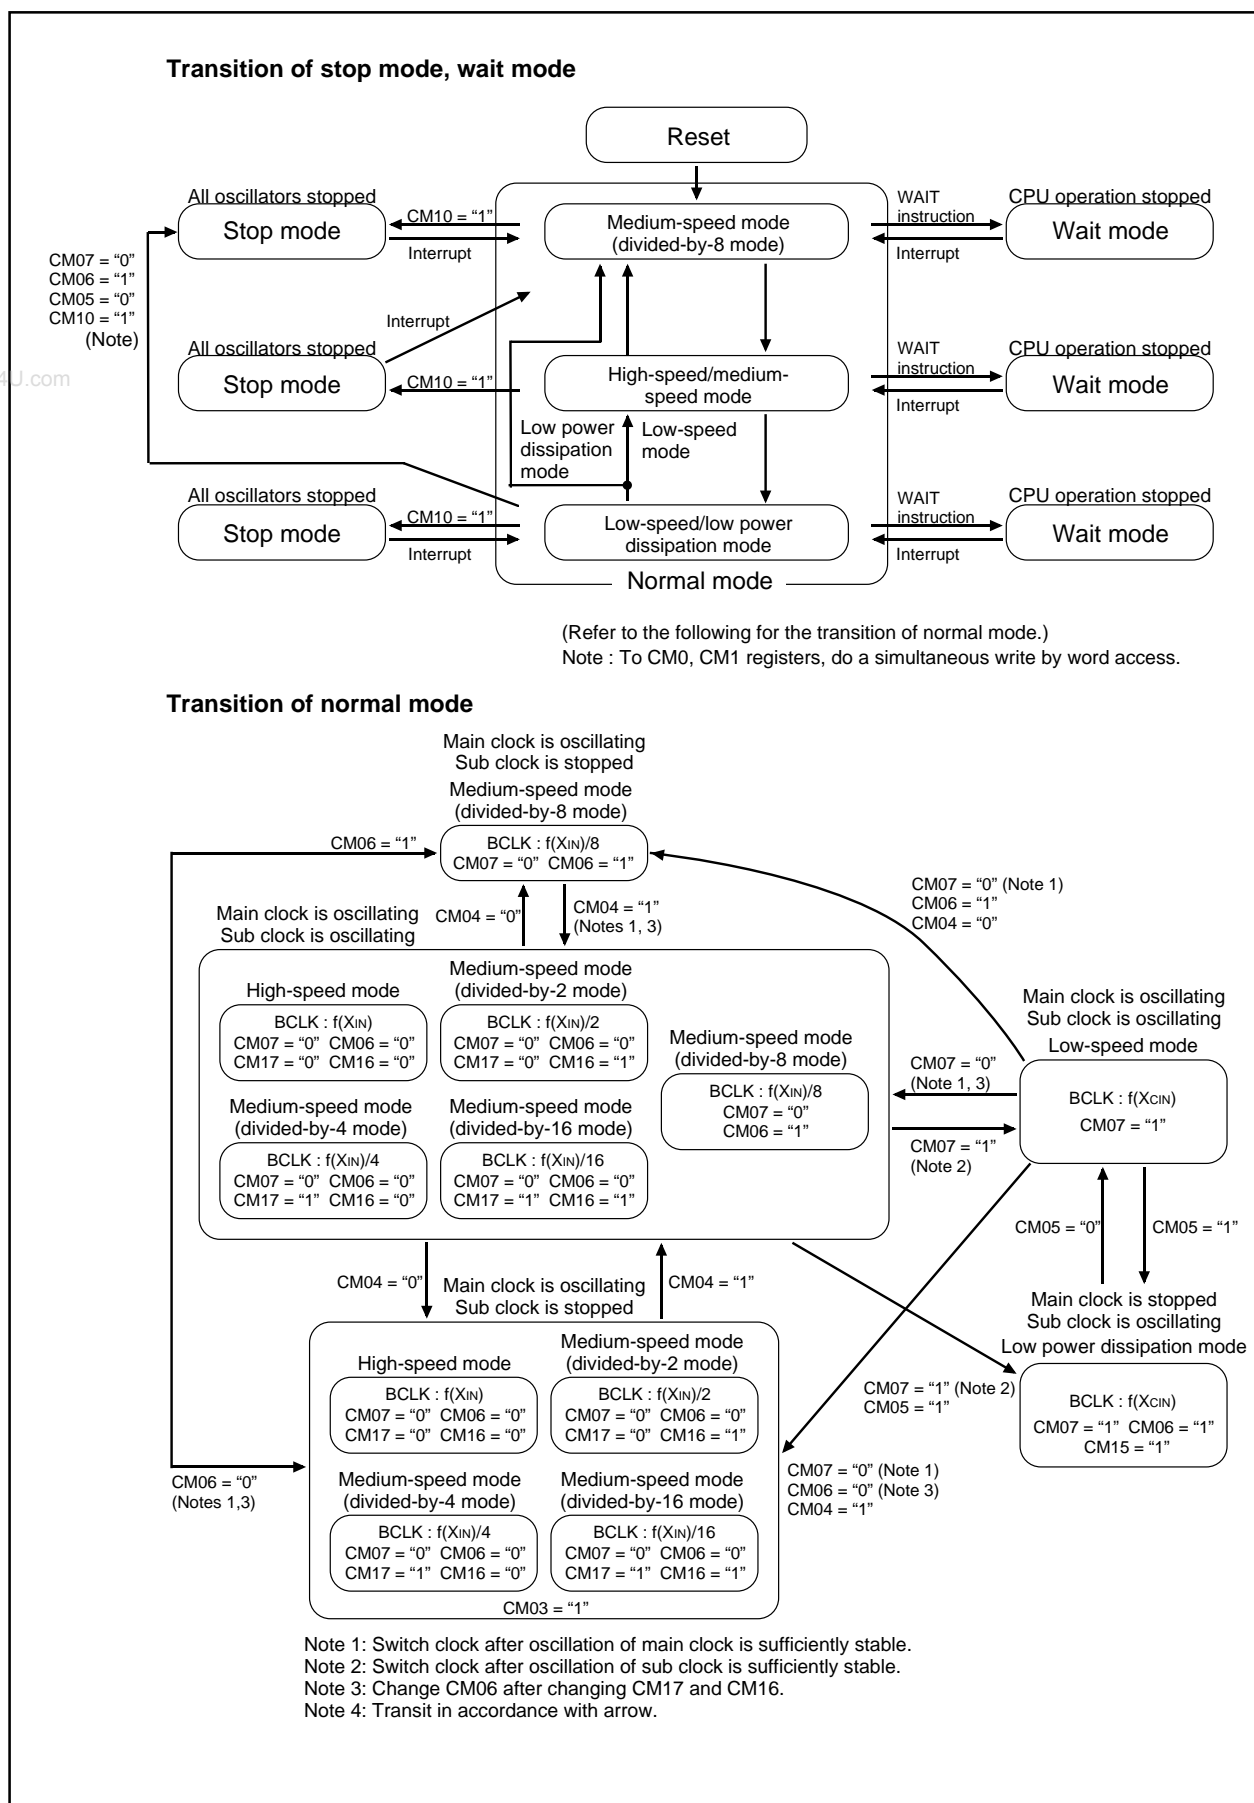 Transition of stop mode, wait mode
Reset
All oscillators stopped
Stop mode
CM10 = “1”
Interrupt
Medium-speed mode
(divided-by-8 mode)
WAIT
instruction
Interrupt
CPU operation stopped
Wait mode
CM07 = “0”
CM06 = “1”
CM05 = “0”
CM10 = “1”
(Note)
Interrupt
4U.com
All oscillators stopped
Stop mode
CM10 = “1”
High-speed/medium-
speed mode
WAIT
instruction
Interrupt
CPU operation stopped
Wait mode
Low power
dissipation
mode
Low-speed
mode
All oscillators stopped
Stop mode
CM10 = “1”
Interrupt
Low-speed/low power
dissipation mode
WAIT
instruction
Interrupt
CPU operation stopped
Wait mode
Normal mode
(Refer to the following for the transition of normal mode.)
Note : To CM0, CM1 registers, do a simultaneous write by word access.
Transition of normal mode
Main clock is oscillating
Sub clock is stopped
Medium-speed mode
(divided-by-8 mode)
BCLK : f(XIN)/8
CM07 = “0” CM06 = “1”
CM06 = “1”
CM04 = “0”
CM04 = “1”
(Notes 1, 3)
CM07 = “0” (Note 1)
CM06 = “1”
CM04 = “0”
Main clock is oscillating
Sub clock is oscillating
High-speed mode
BCLK : f(XIN)
CM07 = “0” CM06 = “0”
CM17 = “0” CM16 = “0”
Medium-speed mode
(divided-by-2 mode)
BCLK : f(XIN)/2
CM07 = “0” CM06 = “0”
CM17 = “0” CM16 = “1”
Medium-speed mode
(divided-by-8 mode)
BCLK : f(XIN)/8
CM07 = “0”
CM06 = “1”
Medium-speed mode
(divided-by-4 mode)
BCLK : f(XIN)/4
CM07 = “0” CM06 = “0”
CM17 = “1” CM16 = “0”
Medium-speed mode
(divided-by-16 mode)
BCLK : f(XIN)/16
CM07 = “0” CM06 = “0”
CM17 = “1” CM16 = “1”
CM07 = “0”
(Note 1, 3)
CM07 = “1”
(Note 2)
Main clock is oscillating
Sub clock is oscillating
Low-speed mode
BCLK : f(XCIN)
CM07 = “1”
CM05 = “0”
CM05 = “1”
CM04 = “0”
CM04 = “1”
Main clock is oscillating
Sub clock is stopped
Main clock is stopped
Sub clock is oscillating
Low power dissipation mode
BCLK : f(XCIN)
CM07 = “1” CM06 = “1”
CM15 = “1”
CM07 = “1” (Note 2)
CM05 = “1”
High-speed mode
BCLK : f(XIN)
CM07 = “0” CM06 = “0”
CM17 = “0” CM16 = “0”
Medium-speed mode
(divided-by-2 mode)
BCLK : f(XIN)/2
CM07 = “0” CM06 = “0”
CM17 = “0” CM16 = “1”
CM06 = “0”
(Notes 1,3)
CM07 = “0” (Note 1)
CM06 = “0” (Note 3)
CM04 = “1”
Medium-speed mode
(divided-by-4 mode)
BCLK : f(XIN)/4
CM07 = “0” CM06 = “0”
CM17 = “1” CM16 = “0”
Medium-speed mode
(divided-by-16 mode)
BCLK : f(XIN)/16
CM07 = “0” CM06 = “0”
CM17 = “1” CM16 = “1”
CM03 = “1”
Note 1: Switch clock after oscillation of main clock is sufficiently stable.
Note 2: Switch clock after oscillation of sub clock is sufficiently stable.
Note 3: Change CM06 after changing CM17 and CM16.
Note 4: Transit in accordance with arrow.